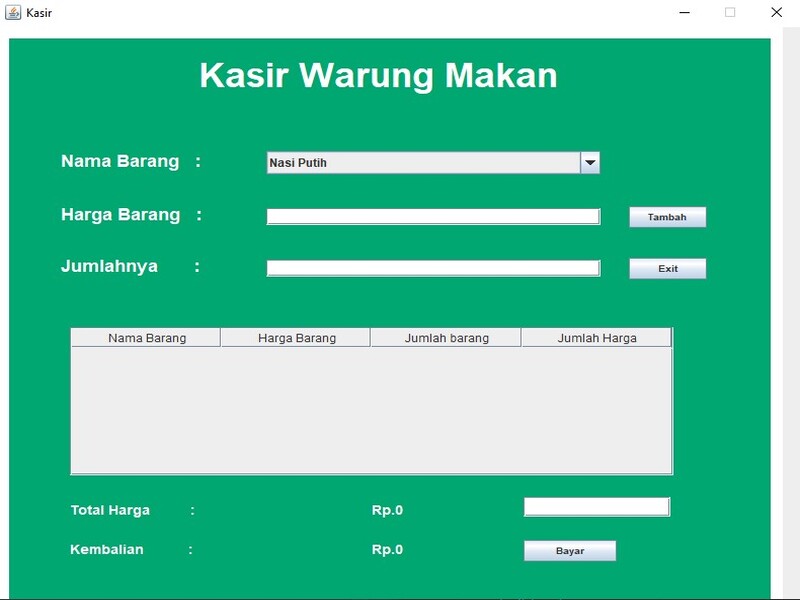 Kasir
Kasir Warung Makan
Nama Barang :
Nasi Putih
Harga Barang :
Tambah
Jumlahnya :
Exit
Nama Barang Harga Barang Jumlah barang Jumlah Harga
Total Harga : Rp.0
Kembalian : Rp.0
Bayar